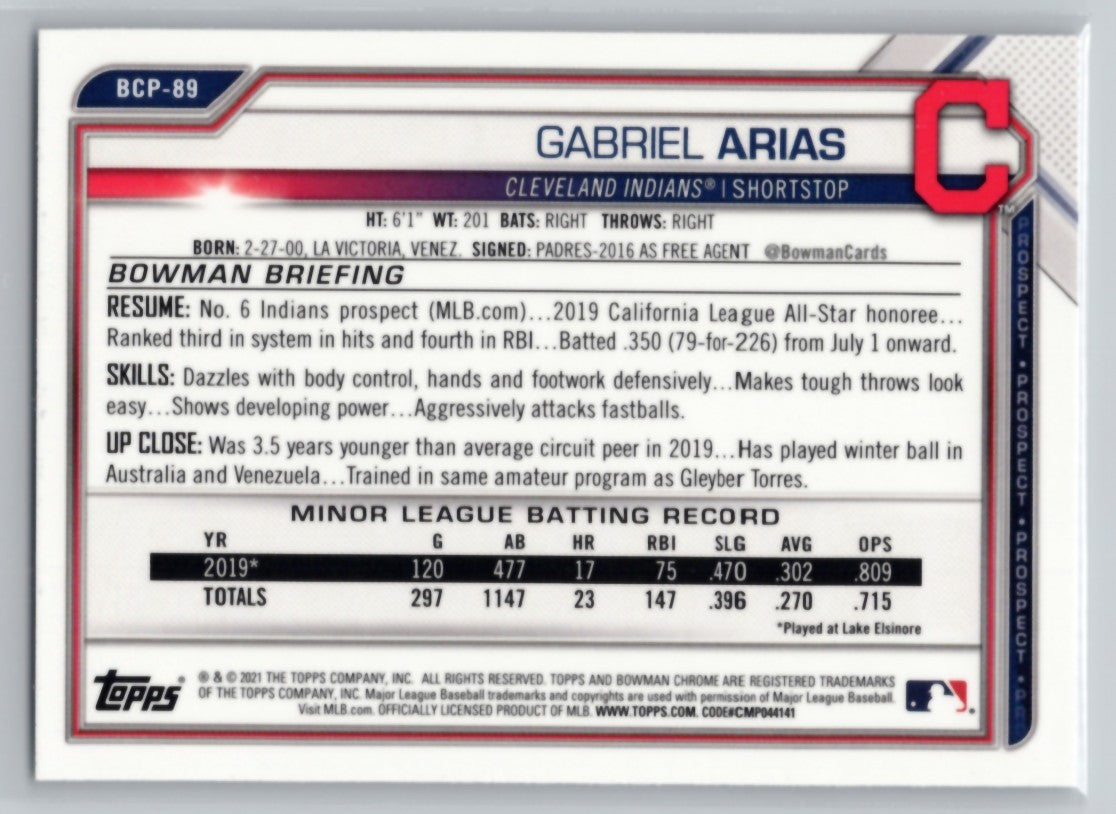 BCP-89
GABRIEL ARIAS
C
CLEVELAND INDIANS® | SHORTSTOP
™
HT: 6'1" WT: 201 BATS: RIGHT THROWS: RIGHT
BORN: 2-27-00, LA VICTORIA, VENEZ. SIGNED: PADRES-2016 AS FREE AGENT @BowmanCards
BOWMAN BRIEFING
RESUME: No. 6 Indians prospect (MLB.com)...2019 California League All-Star honoree...
Ranked third in system in hits and fourth in RBI...Batted .350 (79-for-226) from July 1 onward.
SKILLS: Dazzles with body control, hands and footwork defensively...Makes tough throws look
easy...Shows developing power...Aggressively attacks fastballs.
UP CLOSE: Was 3.5 years younger than average circuit peer in 2019...Has played winter ball in
Australia and Venezuela...Trained in same amateur program as Gleyber Torres.
MINOR LEAGUE BATTING RECORD
YR G AB HR RBI SLG AVG OPS
2019* 120 477 17 75 .470 .302 .809
TOTALS 297 1147 23 147 .396 .270 .715
*Played at Lake Elsinore
topps®
® & © 2021 THE TOPPS COMPANY, INC. ALL RIGHTS RESERVED. TOPPS AND BOWMAN CHROME ARE REGISTERED TRADEMARKS
OF THE TOPPS COMPANY, INC. Major League Baseball trademarks and copyrights are used with permission of Major League Baseball.
Visit MLB.com. OFFICIALLY LICENSED PRODUCT OF MLB. WWW.TOPPS.COM. CODE#CMP044141
PROSPECT • PROSPECT • PROSPECT • PR